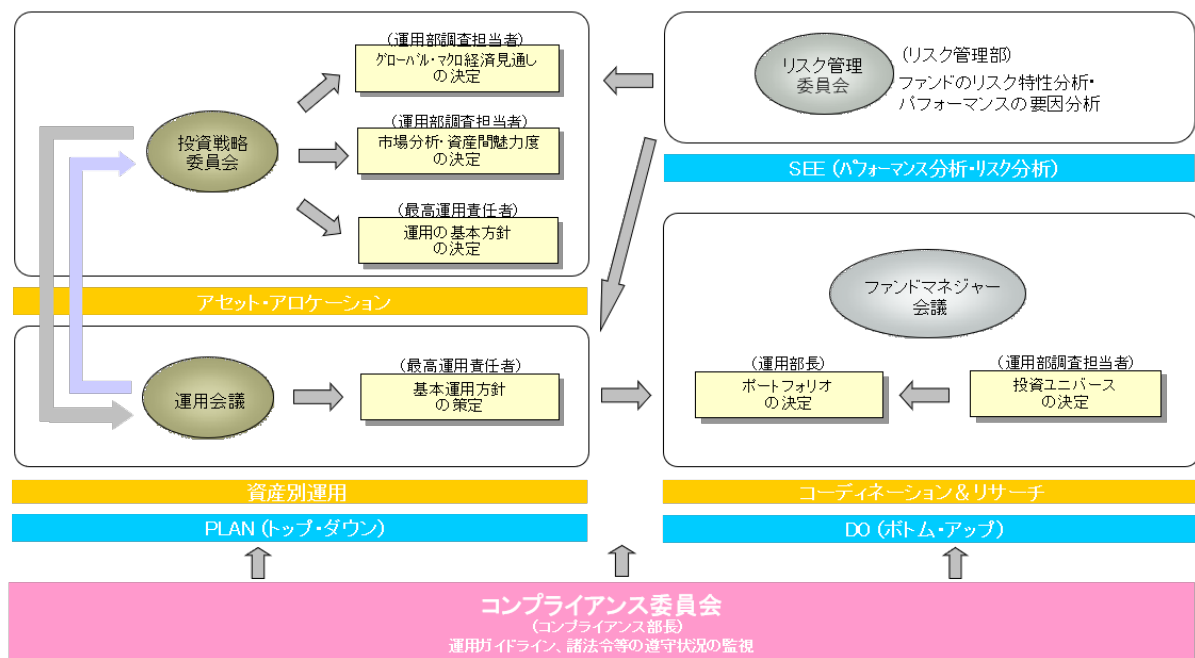 (運用部調査担当者)
グローバル・マクロ経済見通し
の決定
投資戦略
委員会
(運用部調査担当者)
市場分析・資産間魅力度
の決定
(最高運用責任者)
運用の基本方針
の決定
アセット・アロケーション
リスク管理
委員会
(リスク管理部)
ファンドのリスク特性分析・
パフォーマンスの要因分析
SEE (パフォーマンス分析・リスク分析)
運用会議
(最高運用責任者)
基本運用方針
の策定
資産別運用
PLAN (トップ・ダウン)
ファンドマネジャー
会議
(運用部長)
ポートフォリオ
の決定
(運用部調査担当者)
投資ユニバース
の決定
コーディネーション＆リサーチ
DO (ボトム・アップ)
コンプライアンス委員会
(コンプライアンス部長)
運用ガイドライン、諸法令等の遵守状況の監視